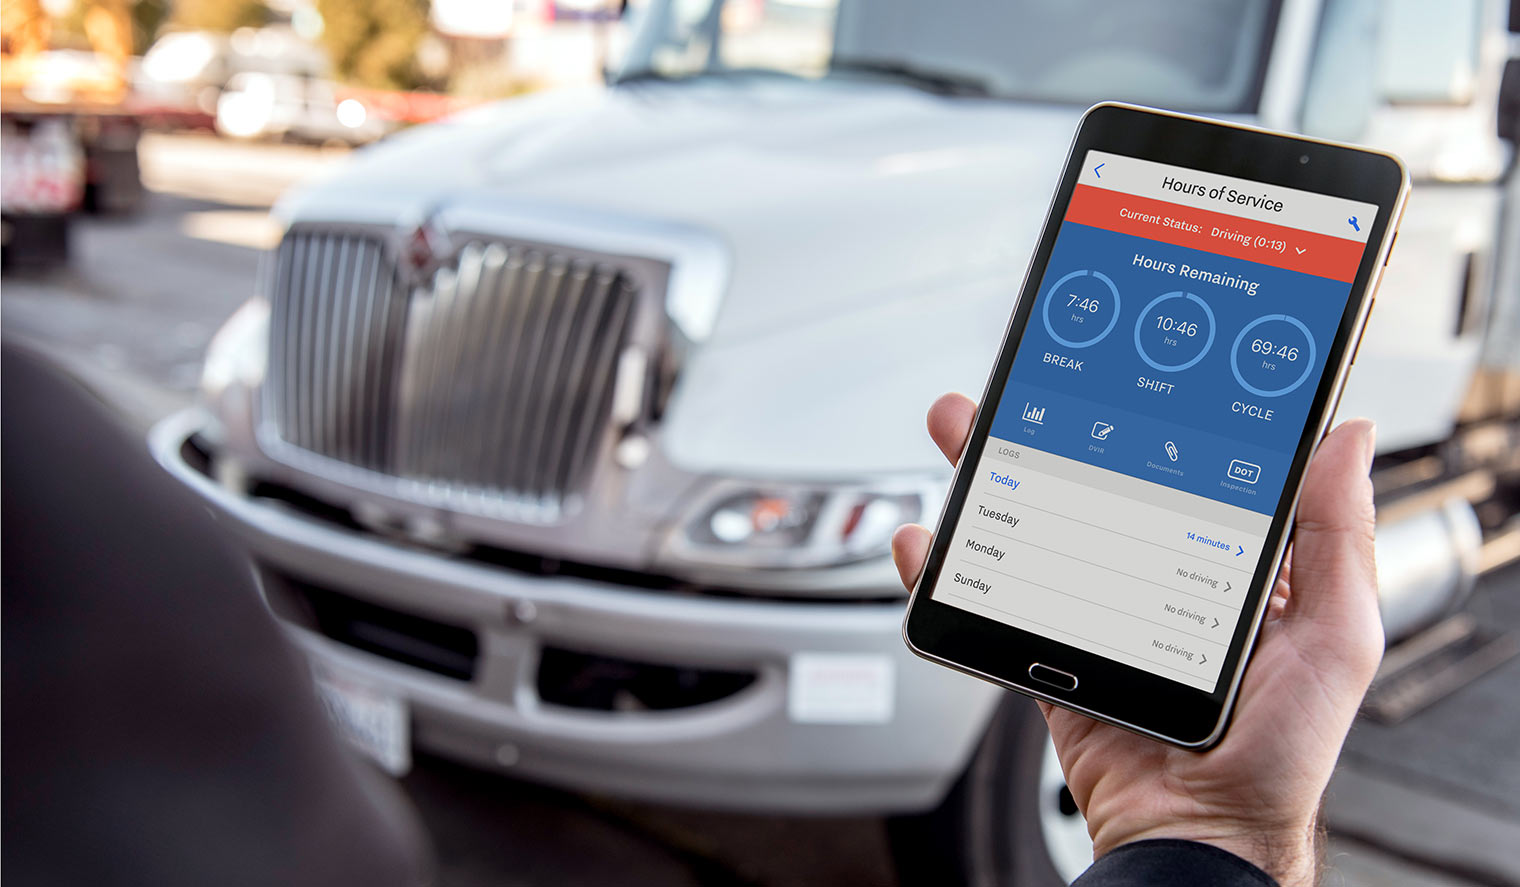 Hours of Service
Current Status: Driving (0:13)
Hours Remaining
7:46
hrs
BREAK
10:46
hrs
SHIFT
69:46
hrs
CYCLE
Log
DVIR
Documents
DOT
Inspection
LOGS
Today
14 minutes
Tuesday
No driving
Monday
No driving
Sunday
No driving